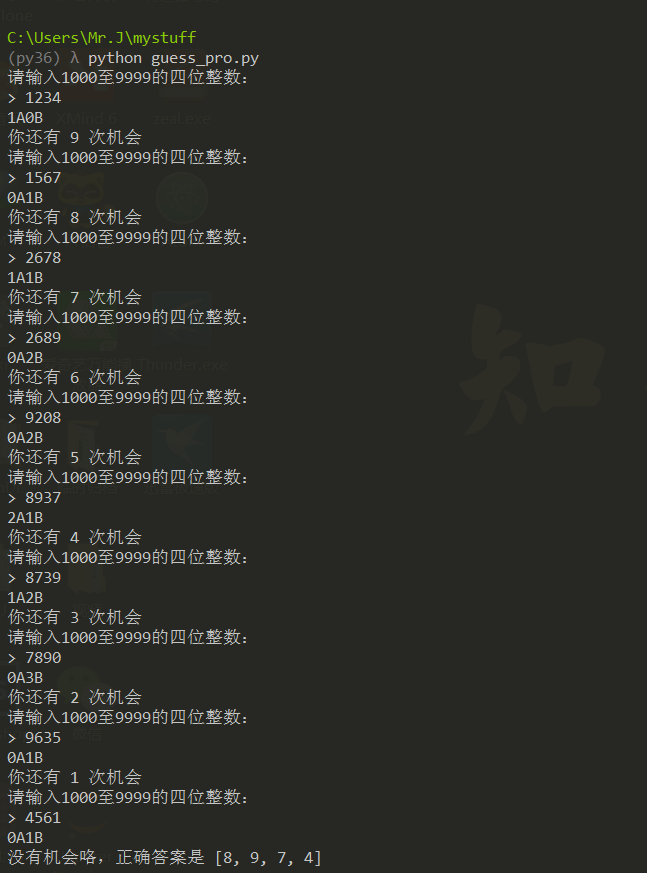 C:\Users\Mr.J\mystuff
(py36) λ python guess_pro.py
请输入1000至9999的四位整数:
> 1234
1A0B
你还有 9 次机会
请输入1000至9999的四位整数:
> 1567
0A1B
你还有 8 次机会
请输入1000至9999的四位整数:
> 2678
1A1B
你还有 7 次机会
请输入1000至9999的四位整数:
> 2689
0A2B
你还有 6 次机会
请输入1000至9999的四位整数:
> 9208
0A2B
你还有 5 次机会
请输入1000至9999的四位整数:
> 8937
2A1B
你还有 4 次机会
请输入1000至9999的四位整数:
> 8739
1A2B
你还有 3 次机会
请输入1000至9999的四位整数:
> 7890
0A3B
你还有 2 次机会
请输入1000至9999的四位整数:
> 9635
0A1B
你还有 1 次机会
请输入1000至9999的四位整数:
> 4561
0A1B
没有机会咯, 正确答案是 [8, 9, 7, 4]
知